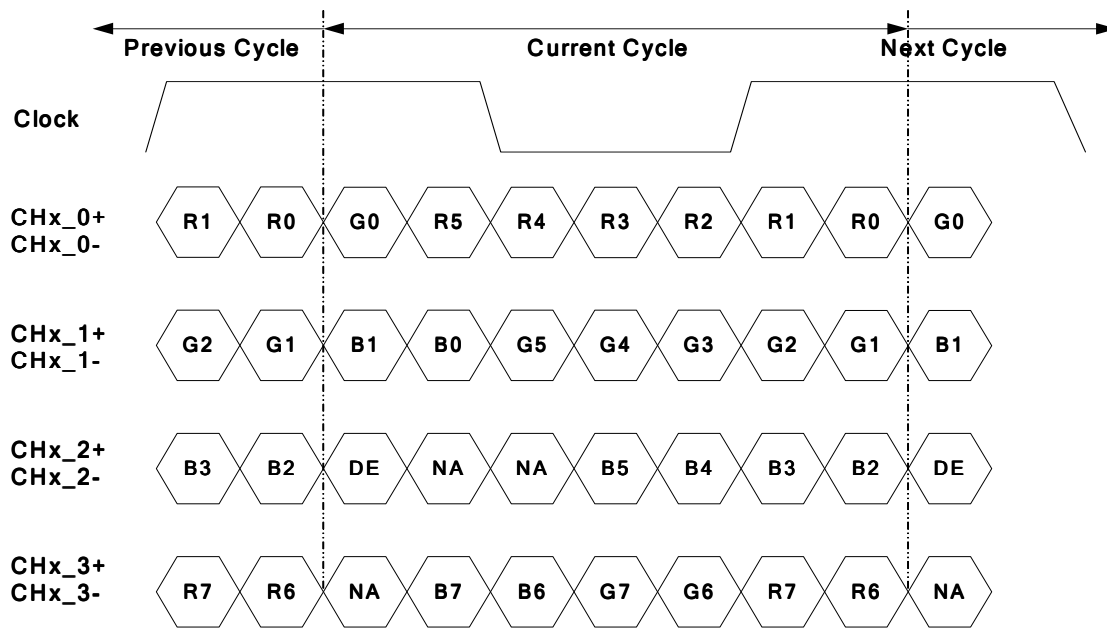 Previous Cycle Current Cycle Next Cycle
Clock
CHx_0+
CHx_0-
R1 R0 G0 R5 R4 R3 R2 R1 R0 G0
CHx_1+
CHx_1-
G2 G1 B1 B0 G5 G4 G3 G2 G1 B1
CHx_2+
CHx_2-
B3 B2 DE NA NA B5 B4 B3 B2 DE
CHx_3+
CHx_3-
R7 R6 NA B7 B6 G7 G6 R7 R6 NA